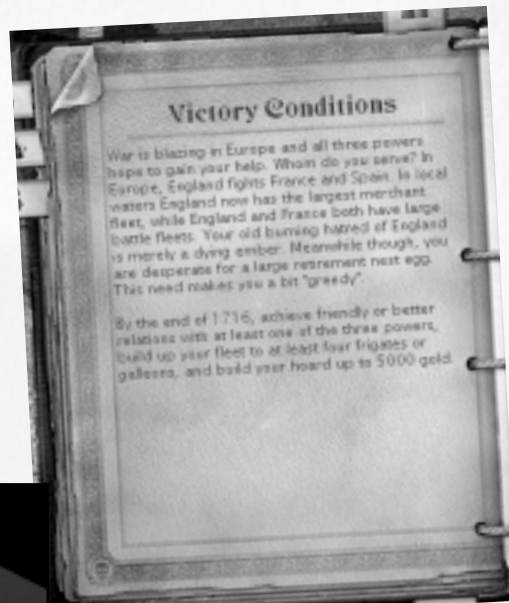 Victory Conditions
War is blazing in Europe and all three powers
hope to gain your help. Whom do you serve? In
Europe, England fights France and Spain. In local
waters England now has the largest merchant
fleet, while England and France both have large
battle fleets. Your old burning hatred of England
is merely a dying ember. Meanwhile though, you
are desperate for a large retirement nest egg.
This need makes you a bit "greedy".
By the end of 1716, achieve friendly or better
relations with at least one of the three powers,
build up your fleet to at least four frigates or
galleons, and build your hoard up to 5000 gold.